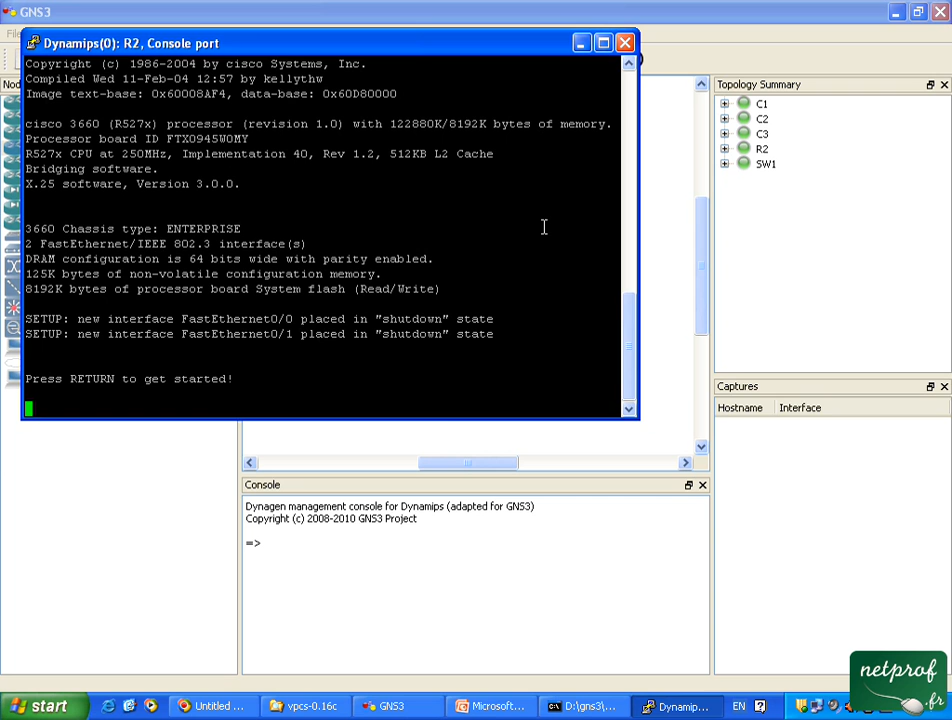 GNS3
Dynamips(0): R2, Console port
Copyright (c) 1986-2004 by cisco Systems, Inc.
Compiled Wed 11-Feb-04 12:57 by kellythw
Image text-base: 0x60008AF4, data-base: 0x60D80000
cisco 3660 (R527x) processor (revision 1.0) with 122880K/8192K bytes of memory.
Processor board ID FTX0945W0MY
R527x CPU at 250MHz, Implementation 40, Rev 1.2, 512KB L2 Cache
Bridging software.
X.25 software, Version 3.0.0.
3660 Chassis type: ENTERPRISE
2 FastEthernet/IEEE 802.3 interface(s)
DRAM configuration is 64 bits wide with parity enabled.
125K bytes of non-volatile configuration memory.
8192K bytes of processor board System flash (Read/Write)
SETUP: new interface FastEthernet0/0 placed in "shutdown" state
SETUP: new interface FastEthernet0/1 placed in "shutdown" state
Press RETURN to get started!
Topology Summary
C1
C2
C3
R2
SW1
Captures
Hostname Interface
Console
Dynagen management console for Dynamips (adapted for GNS3)
Copyright (c) 2008-2010 GNS3 Project
=>
netprof
.fr
start
Untitled ...
vpcs-0.16c
GNS3
Microsoft...
D:\gns3\...
Dynamip...
EN